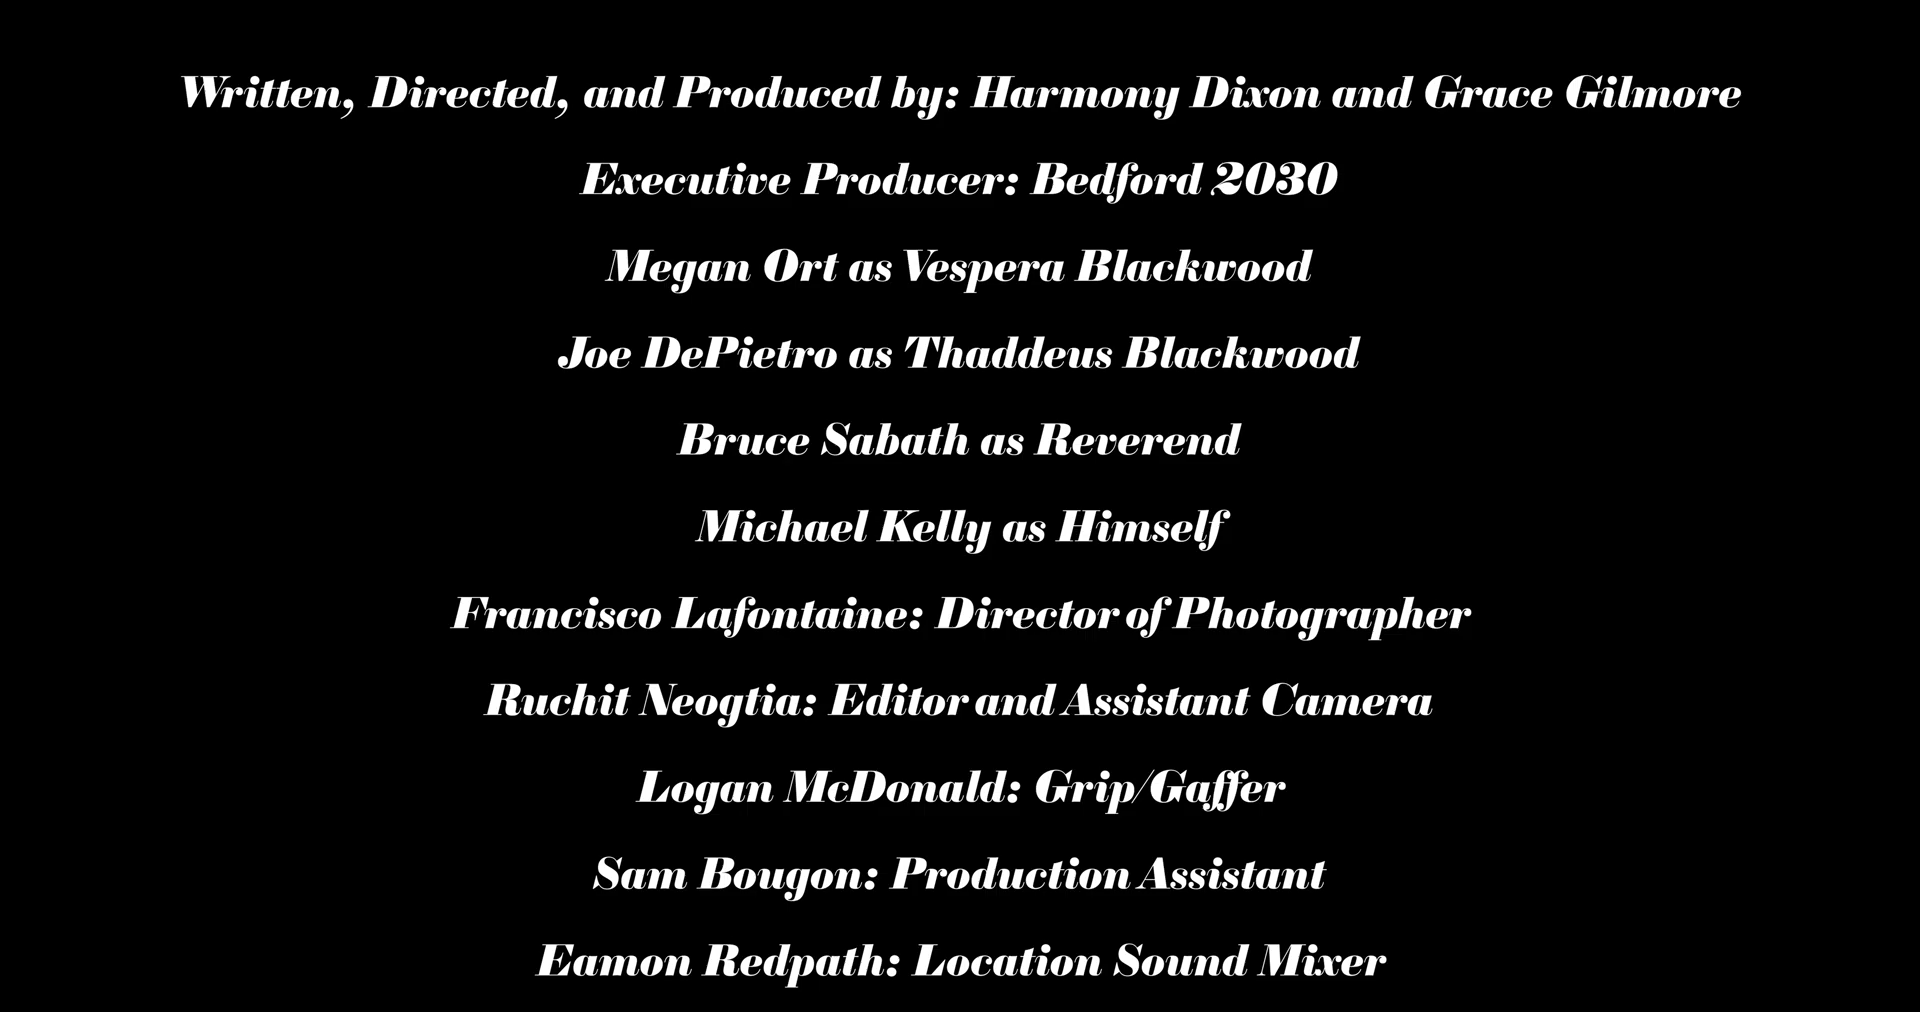 Written, Directed, and Produced by: Harmony Dixon and Grace Gilmore
Executive Producer: Bedford 2030
Megan Ort as Vespera Blackwood
Joe DePietro as Thaddeus Blackwood
Bruce Sabath as Reverend
Michael Kelly as Himself
Francisco Lafontaine: Director of Photographer
Ruchit Neogtia: Editor and Assistant Camera
Logan McDonald: Grip/Gaffer
Sam Bougon: Production Assistant
Eamon Redpath: Location Sound Mixer